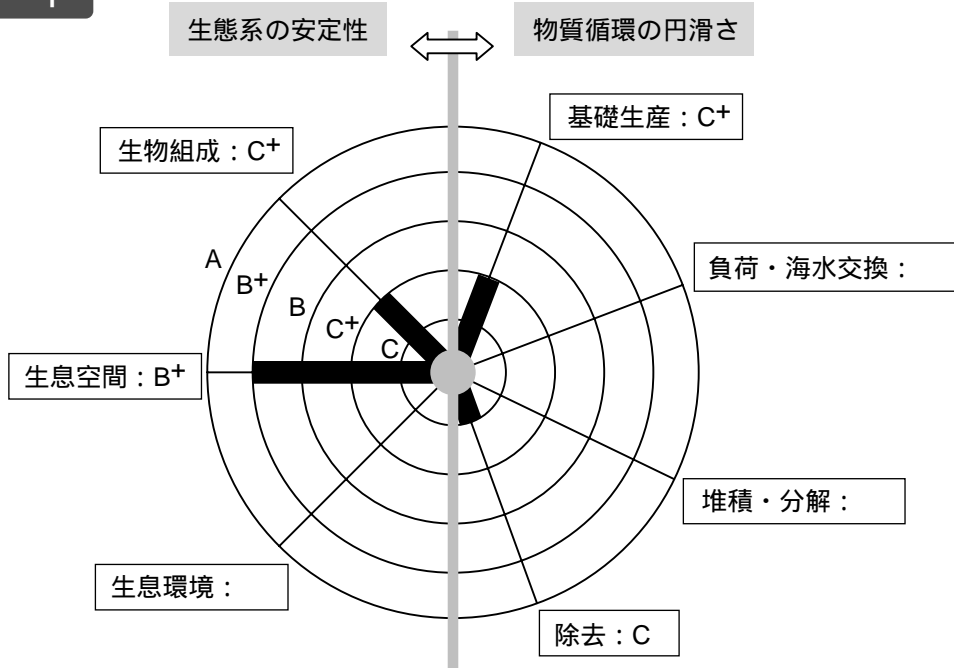 生態系の安定性
物質循環の円滑さ
基礎生産：C+
生物組成：C+
負荷・海水交換：
A
B+
B
C+
C
生息空間：B+
堆積・分解：
生息環境：
除去：C